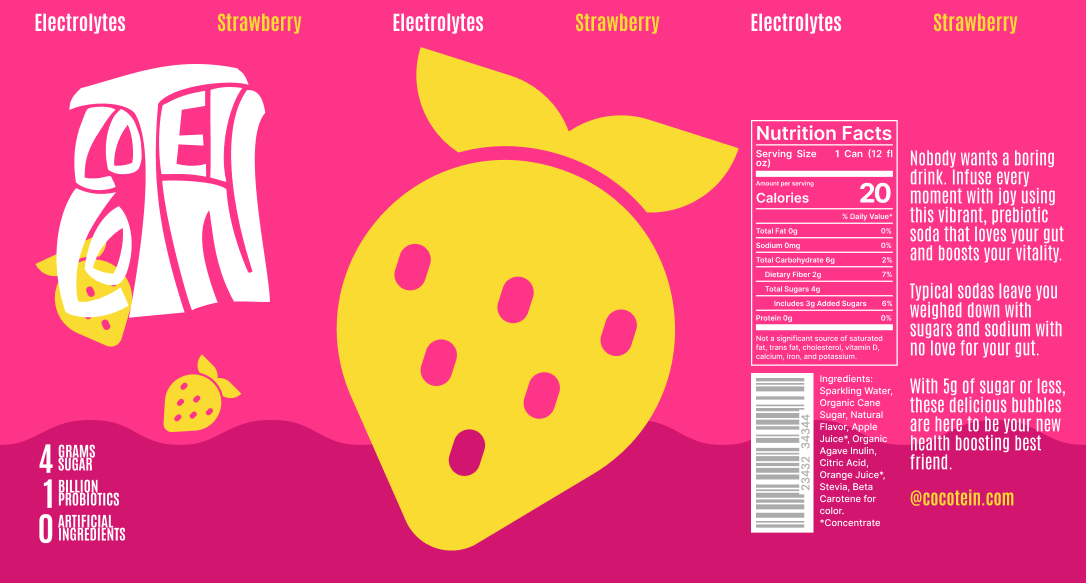 Electrolytes Strawberry Electrolytes Strawberry Electrolytes Strawberry
COCO
TEIN
4 GRAMS
SUGAR
1 BILLION
PROBIOTICS
0 ARTIFICIAL
INGREDIENTS
Nutrition Facts
Serving Size 1 Can (12 fl
oz)
Amount per serving
Calories 20
% Daily Value*
Total Fat 0g 0%
Sodium 0mg 0%
Total Carbohydrate 6g 2%
Dietary Fiber 2g 7%
Total Sugars 4g
Includes 3g Added Sugars 6%
Protein 0g 0%
Not a significant source of saturated
fat, trans fat, cholesterol, vitamin D,
calcium, iron, and potassium.
23432 34344
Ingredients:
Sparkling Water,
Organic Cane
Sugar, Natural
Flavor, Apple
Juice*, Organic
Agave Inulin,
Citric Acid,
Orange Juice*,
Stevia, Beta
Carotene for
color.
*Concentrate
Nobody wants a boring
drink. Infuse every
moment with joy using
this vibrant, prebiotic
soda that loves your gut
and boosts your vitality.
Typical sodas leave you
weighed down with
sugars and sodium with
no love for your gut.
With 5g of sugar or less,
these delicious bubbles
are here to be your new
health boosting best
friend.
@cocotein.com